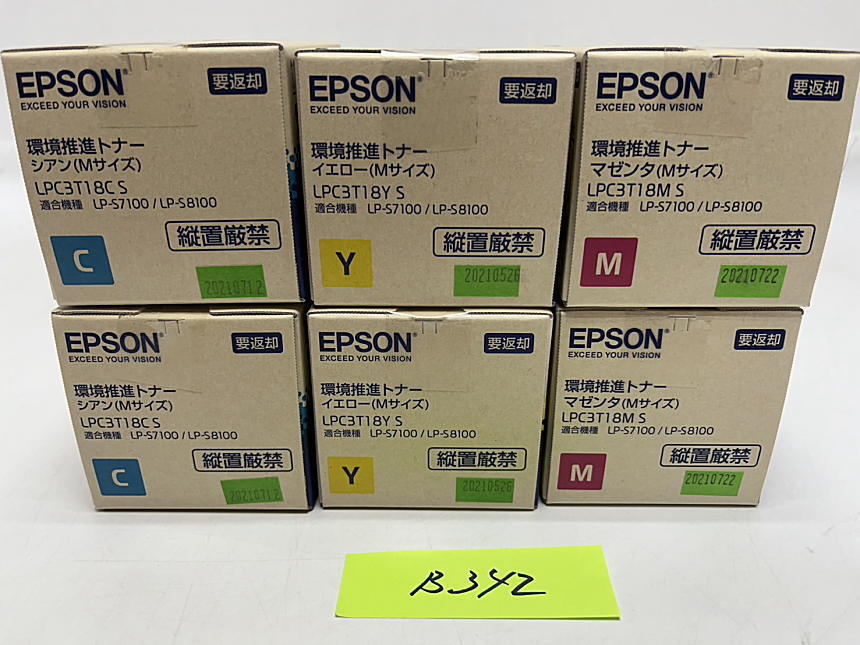 EPSON
EXCEED YOUR VISION
要返却
環境推進トナー
シアン(Mサイズ)
LPC3T18C S
適合機種 LP-S7100 / LP-S8100
縦置厳禁
C
20210712
EPSON
EXCEED YOUR VISION
要返却
環境推進トナー
イエロー(Mサイズ)
LPC3T18Y S
適合機種 LP-S7100 / LP-S8100
縦置厳禁
Y
20210526
EPSON
EXCEED YOUR VISION
要返却
環境推進トナー
マゼンタ(Mサイズ)
LPC3T18M S
適合機種 LP-S7100 / LP-S8100
縦置厳禁
M
20210722
EPSON
EXCEED YOUR VISION
要返却
環境推進トナー
シアン(Mサイズ)
LPC3T18C S
適合機種 LP-S7100 / LP-S8100
縦置厳禁
C
20210712
EPSON
EXCEED YOUR VISION
要返却
環境推進トナー
イエロー(Mサイズ)
LPC3T18Y S
適合機種 LP-S7100 / LP-S8100
縦置厳禁
Y
20210526
EPSON
EXCEED YOUR VISION
要返却
環境推進トナー
マゼンタ(Mサイズ)
LPC3T18M S
適合機種 LP-S7100 / LP-S8100
縦置厳禁
M
20210722
B342